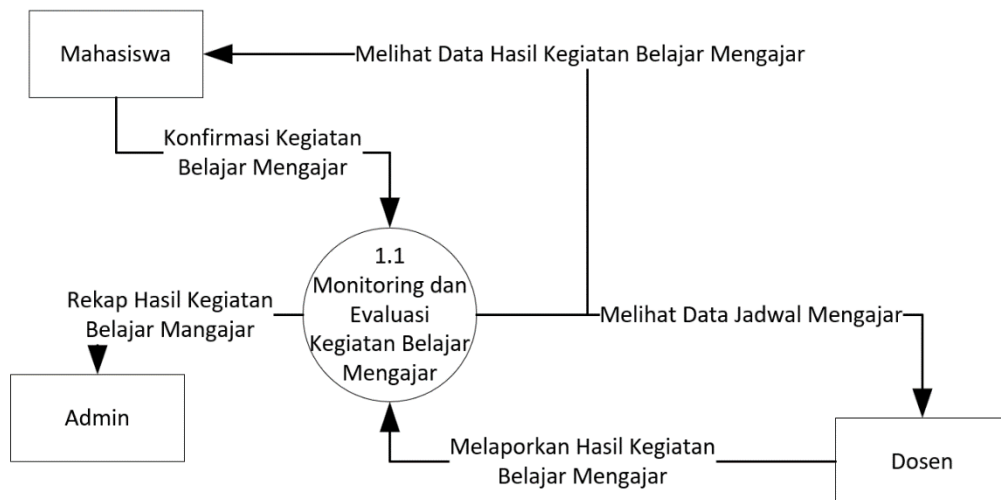 Mahasiswa
Melihat Data Hasil Kegiatan Belajar Mengajar
Konfirmasi Kegiatan
Belajar Mengajar
1.1
Monitoring dan
Evaluasi
Kegiatan Belajar
Mengajar
Rekap Hasil Kegiatan
Belajar Mangajar
Melihat Data Jadwal Mengajar
Admin
Melaporkan Hasil Kegiatan
Belajar Mengajar
Dosen